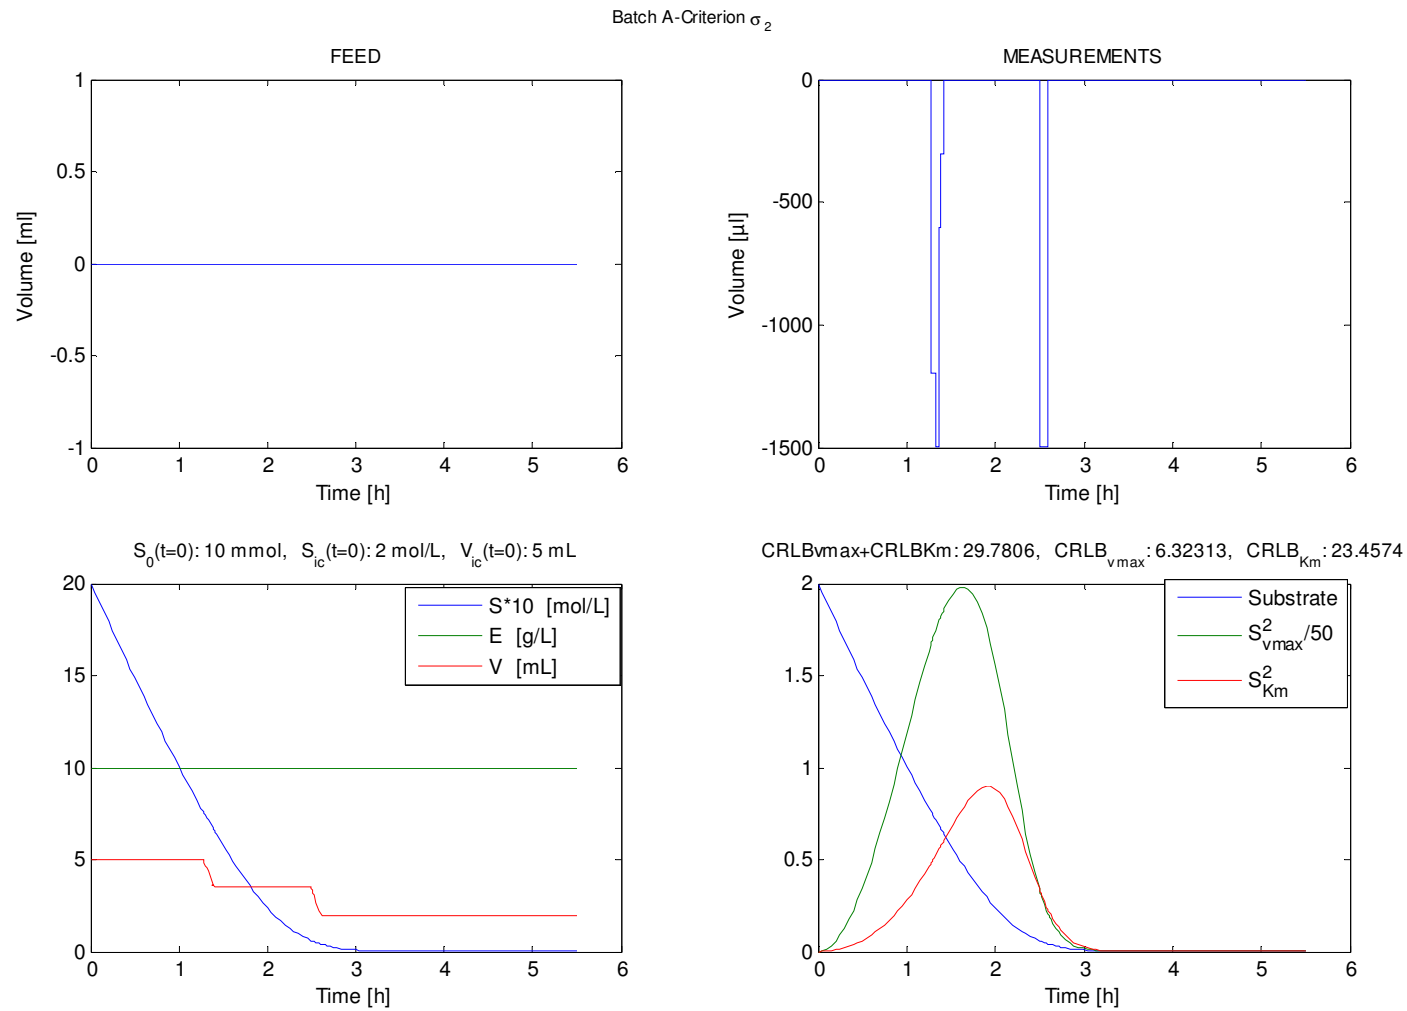 Batch A-Criterion σ2
FEED
1
0.5
0
-0.5
-1
Volume [ml]
0 1 2 3 4 5 6
Time [h]
MEASUREMENTS
0
-500
-1000
-1500
Volume [µl]
0 1 2 3 4 5 6
Time [h]
S0(t=0): 10 mmol, Sic(t=0): 2 mol/L, Vic(t=0): 5 mL
20
15
10
5
0
S*10 [mol/L]
E [g/L]
V [mL]
0 1 2 3 4 5 6
Time [h]
CRLBvmax+CRLBKm: 29.7806, CRLBvmax: 6.32313, CRLBKm: 23.4574
2
1.5
1
0.5
0
Substrate
S²vmax/50
S²Km
0 1 2 3 4 5 6
Time [h]